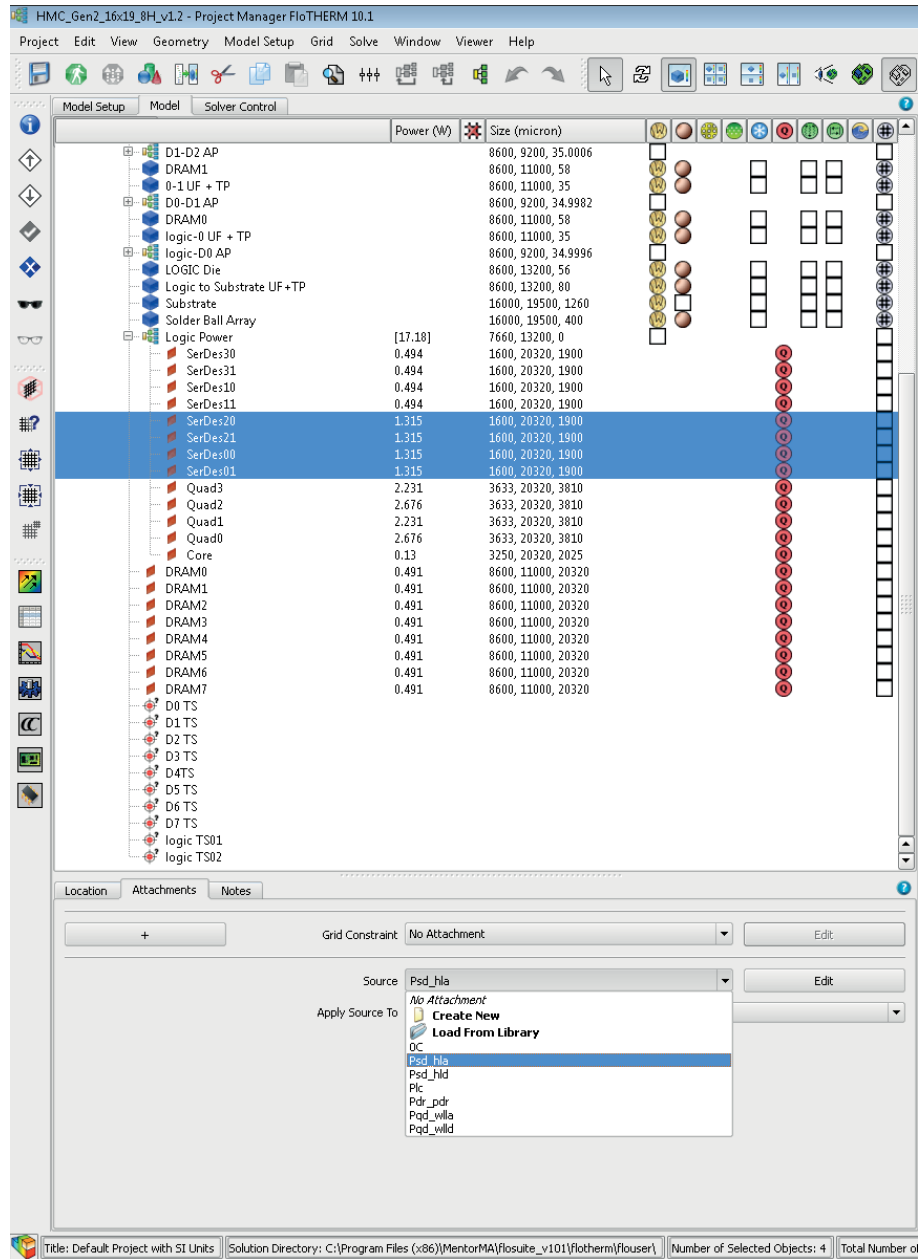 HMC_Gen2_16x19_8H_v1.2 - Project Manager FloTHERM 10.1
Project Edit View Geometry Model Setup Grid Solve Window Viewer Help
Model Setup Model Solver Control
Power (W) Size (micron)
D1-D2 AP 8600, 9200, 35.0006
DRAM1 8600, 11000, 58
0-1 UF + TP 8600, 11000, 35
D0-D1 AP 8600, 9200, 34.9982
DRAM0 8600, 11000, 58
logic-0 UF + TP 8600, 11000, 35
logic-D0 AP 8600, 9200, 34.9996
LOGIC Die 8600, 13200, 56
Logic to Substrate UF+TP 8600, 13200, 80
Substrate 16000, 19500, 1260
Solder Ball Array 16000, 19500, 400
Logic Power [17.18] 7660, 13200, 0
SerDes30 0.494 1600, 20320, 1900
SerDes31 0.494 1600, 20320, 1900
SerDes10 0.494 1600, 20320, 1900
SerDes11 0.494 1600, 20320, 1900
SerDes20 1.315 1600, 20320, 1900
SerDes21 1.315 1600, 20320, 1900
SerDes00 1.315 1600, 20320, 1900
SerDes01 1.315 1600, 20320, 1900
Quad3 2.231 3633, 20320, 3810
Quad2 2.676 3633, 20320, 3810
Quad1 2.231 3633, 20320, 3810
Quad0 2.676 3633, 20320, 3810
Core 0.13 3250, 20320, 2025
DRAM0 0.491 8600, 11000, 20320
DRAM1 0.491 8600, 11000, 20320
DRAM2 0.491 8600, 11000, 20320
DRAM3 0.491 8600, 11000, 20320
DRAM4 0.491 8600, 11000, 20320
DRAM5 0.491 8600, 11000, 20320
DRAM6 0.491 8600, 11000, 20320
DRAM7 0.491 8600, 11000, 20320
D0 TS
D1 TS
D2 TS
D3 TS
D4TS
D5 TS
D6 TS
D7 TS
logic TS01
logic TS02
Location Attachments Notes
+ Grid Constraint No Attachment Edit
Source Psd_hla Edit
Apply Source To
No Attachment
Create New
Load From Library
0C
Psd_hla
Psd_hld
Plc
Pdr_pdr
Pqd_wlla
Pqd_wlld
Title: Default Project with SI Units Solution Directory: C:\Program Files (x86)\MentorMA\flosuite_v101\flotherm\flouser\ Number of Selected Objects: 4 Total Number o